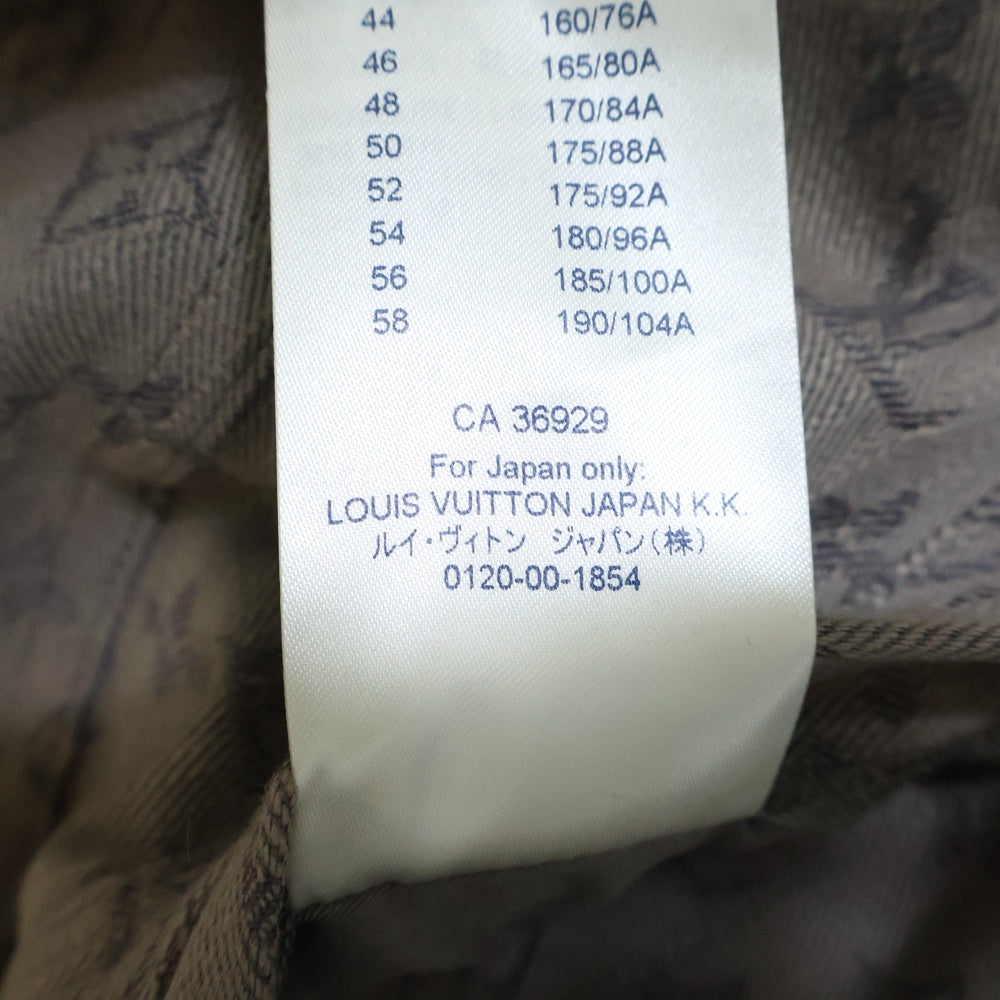 44 160/76A
46 165/80A
48 170/84A
50 175/88A
52 175/92A
54 180/96A
56 185/100A
58 190/104A
CA 36929
For Japan only:
LOUIS VUITTON JAPAN K.K.
ルイ・ヴィトン ジャパン(株)
0120-00-1854